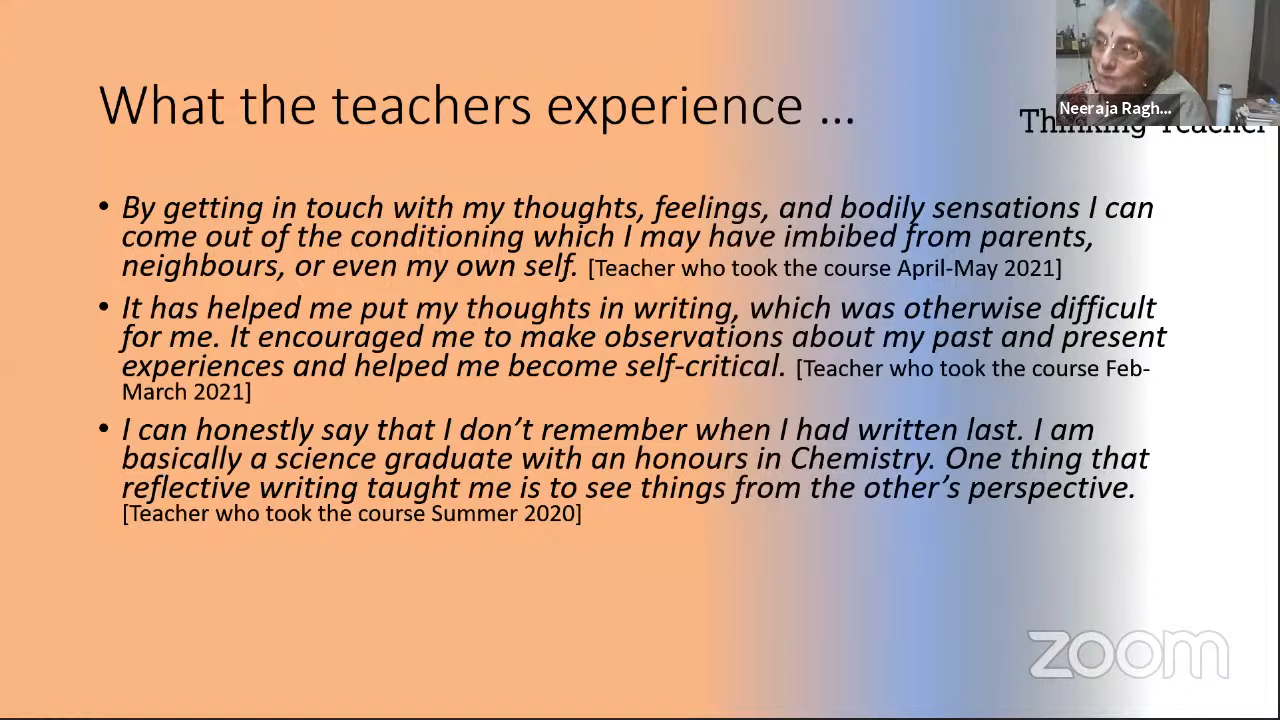 What the teachers experience ...
Neeraja Ragh...
Thinking Teacher
• By getting in touch with my thoughts, feelings, and bodily sensations I can
come out of the conditioning which I may have imbibed from parents,
neighbours, or even my own self. [Teacher who took the course April-May 2021]
• It has helped me put my thoughts in writing, which was otherwise difficult
for me. It encouraged me to make observations about my past and present
experiences and helped me become self-critical. [Teacher who took the course Feb-
March 2021]
• I can honestly say that I don’t remember when I had written last. I am
basically a science graduate with an honours in Chemistry. One thing that
reflective writing taught me is to see things from the other’s perspective.
[Teacher who took the course Summer 2020]
zoom